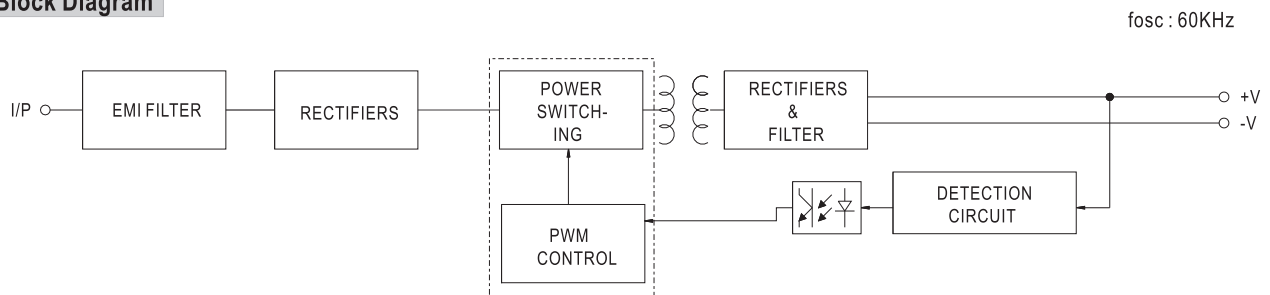 Block Diagram
fosc : 60KHz
I/P
EMI FILTER
RECTIFIERS
POWER
SWITCH-
ING
RECTIFIERS
&
FILTER
+V
-V
DETECTION
CIRCUIT
PWM
CONTROL